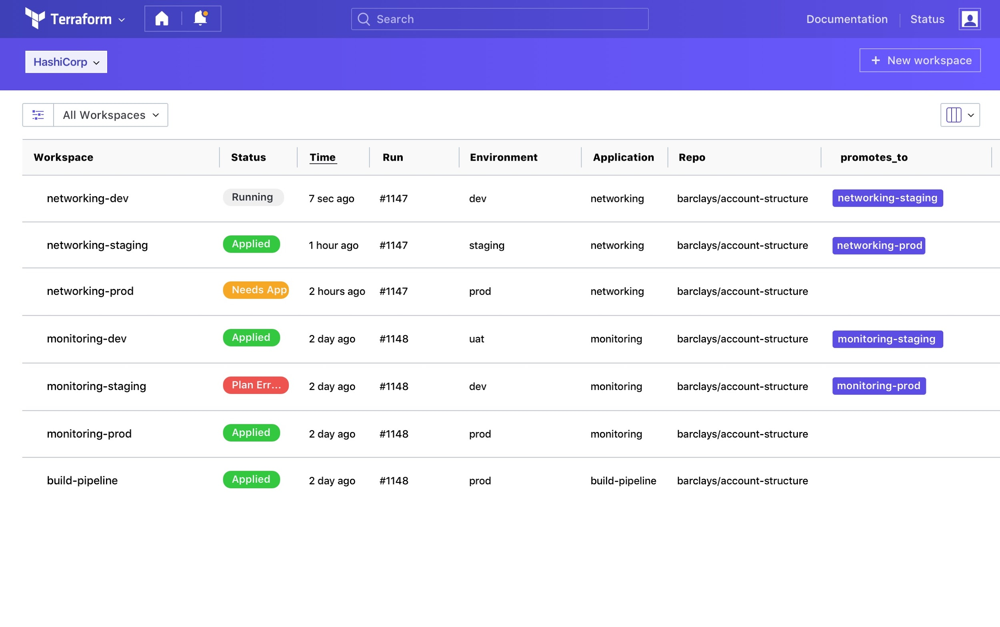 Terraform Search Documentation Status
HashiCorp + New workspace
All Workspaces
Workspace Status Time Run Environment Application Repo promotes_to
networking-dev Running 7 sec ago #1147 dev networking barclays/account-structure networking-staging
networking-staging Applied 1 hour ago #1147 staging networking barclays/account-structure networking-prod
networking-prod Needs App 2 hours ago #1147 prod networking barclays/account-structure
monitoring-dev Applied 2 day ago #1148 uat monitoring barclays/account-structure monitoring-staging
monitoring-staging Plan Err... 2 day ago #1148 dev monitoring barclays/account-structure monitoring-prod
monitoring-prod Applied 2 day ago #1148 prod monitoring barclays/account-structure
build-pipeline Applied 2 day ago #1148 prod build-pipeline barclays/account-structure